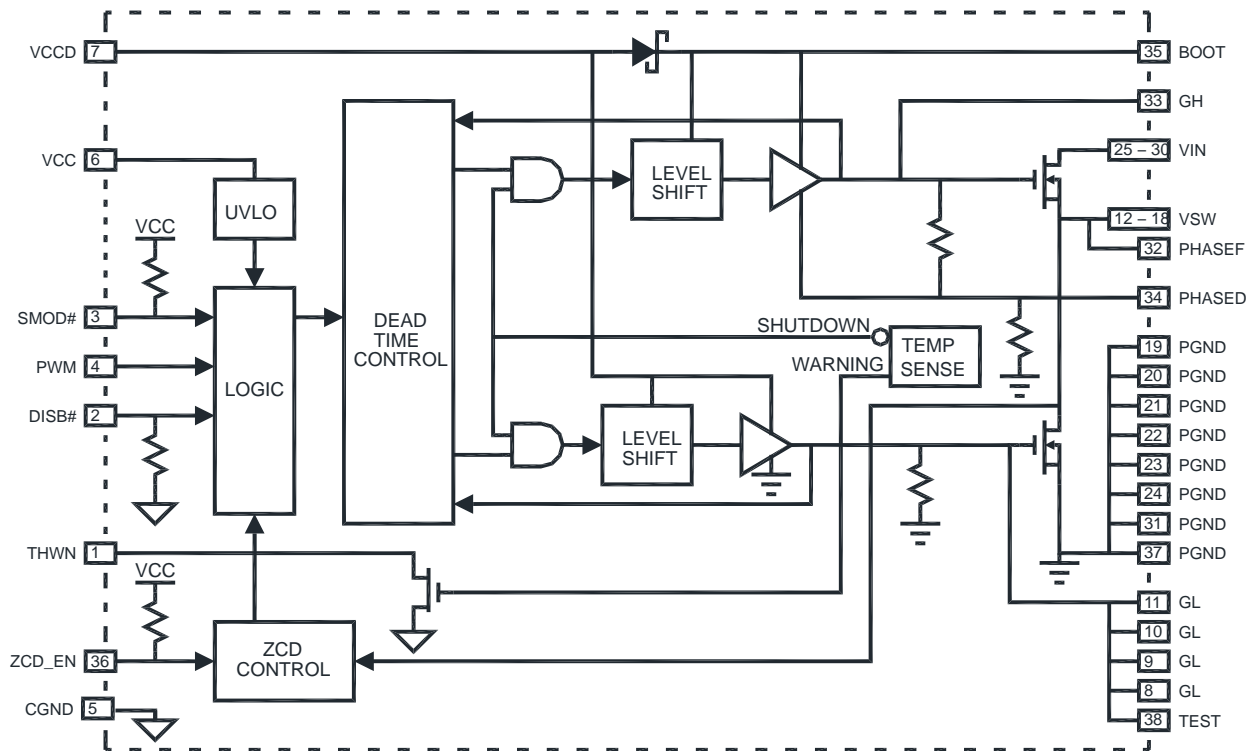 VCCD 7
35 BOOT
33 GH
VCC 6
25 – 30 VIN
LEVEL
SHIFT
UVLO
12 – 18 VSW
VCC
32 PHASEF
34 PHASED
SMOD# 3
DEAD
TIME
CONTROL
SHUTDOWN
TEMP
SENSE
WARNING
19 PGND
PWM 4
20 PGND
LOGIC
21 PGND
DISB# 2
22 PGND
LEVEL
SHIFT
23 PGND
24 PGND
31 PGND
THWN 1
37 PGND
VCC
11 GL
10 GL
ZCD_EN 36
ZCD
CONTROL
9 GL
8 GL
CGND 5
38 TEST